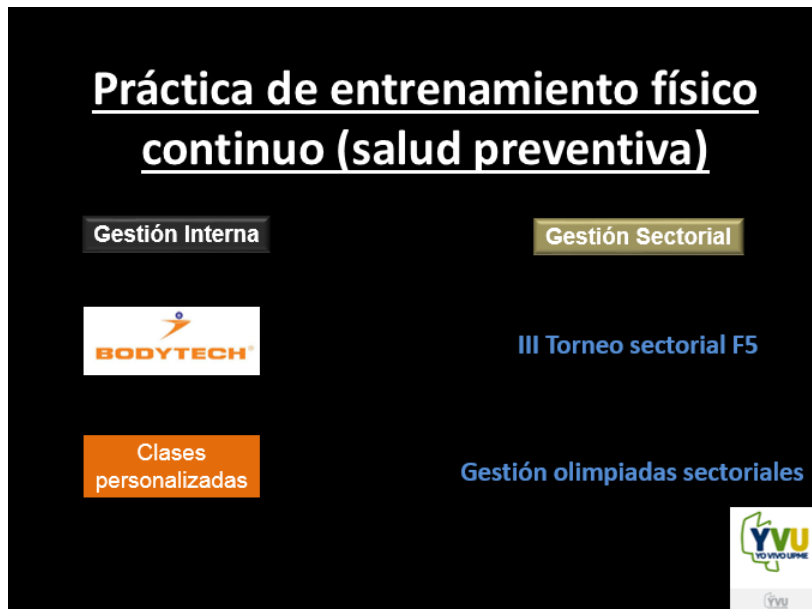 Práctica de entrenamiento físico
continuo (salud preventiva)
Gestión Interna
Gestión Sectorial
BODYTECH®
III Torneo sectorial F5
Clases
personalizadas
Gestión olimpiadas sectoriales
YVU
YO VIVO UPME
YVU